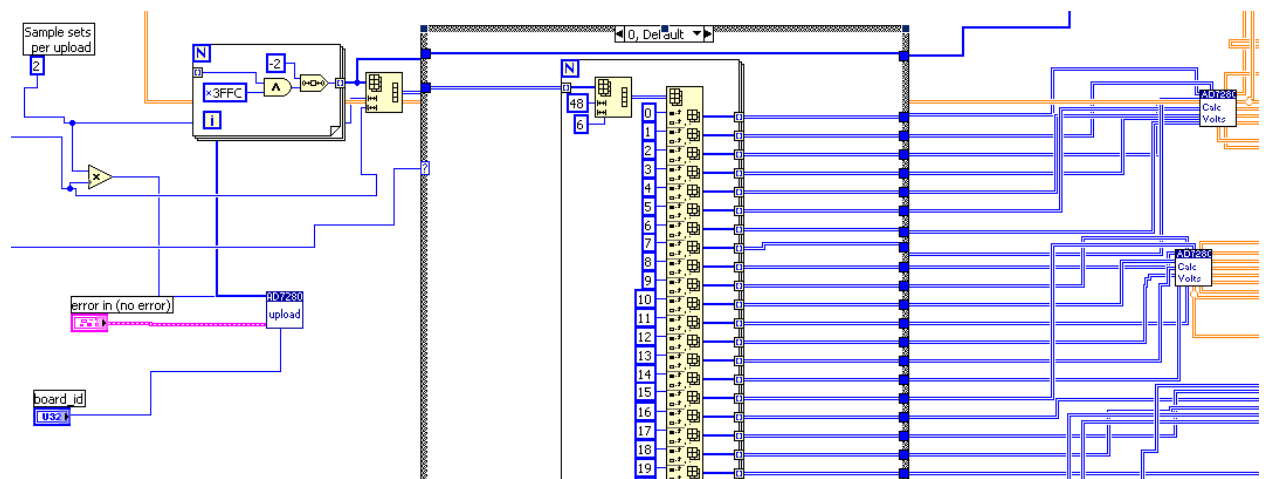 Sample sets
per upload
2
N
-2
×3FFC
i
0, Default
N
48
6
?
0
1
2
3
4
5
6
7
8
9
10
11
12
13
14
15
16
17
18
19
AD7280
Calc
Volts
AD7280
Calc
Volts
error in (no error)
AD7280
upload
board_id
U32